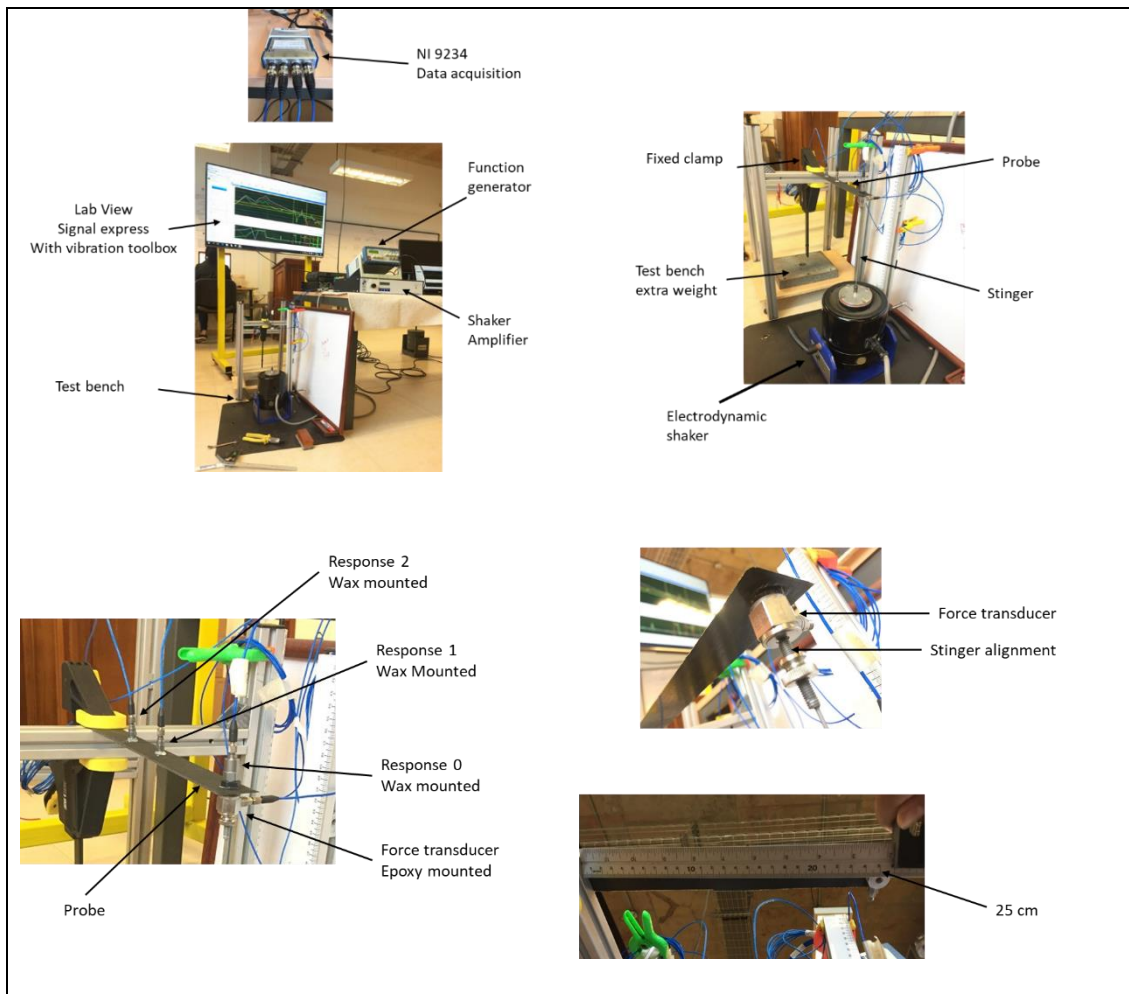 NI 9234
Data acquisition
Function
generator
Lab View
Signal express
With vibration toolbox
Shaker
Amplifier
Test bench
Fixed clamp
Probe
Test bench
extra weight
Stinger
Electrodynamic
shaker
Response 2
Wax mounted
Response 1
Wax Mounted
Response 0
Wax mounted
Force transducer
Epoxy mounted
Probe
Force transducer
Stinger alignment
10
20
25 cm